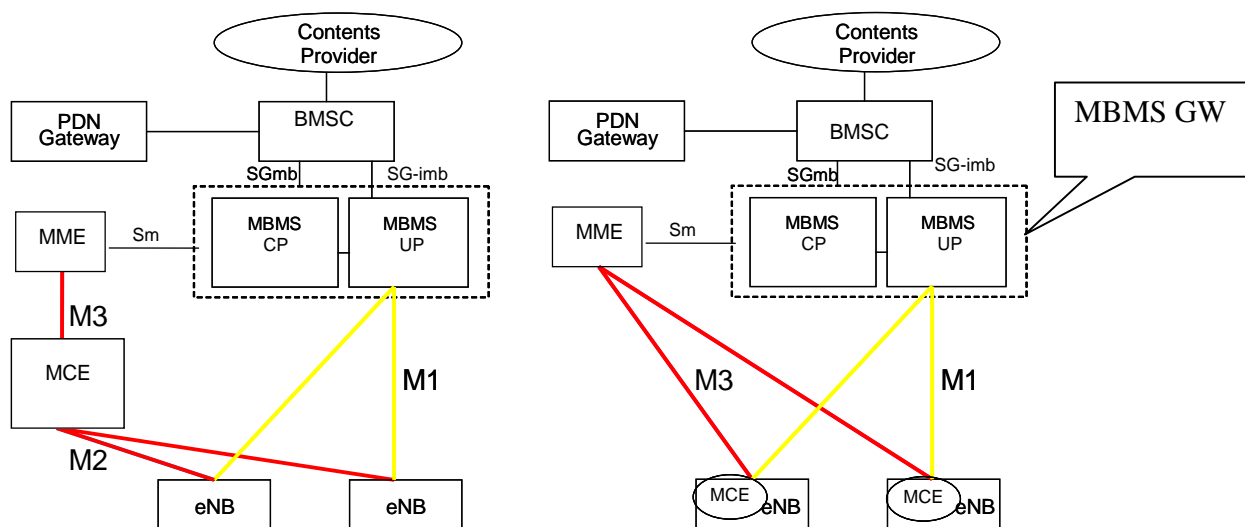 Contents
Provider
PDN
Gateway
BMSC
SGmb
SG-imb
MME
Sm
MBMS
CP
MBMS
UP
M3
MCE
M1
M2
eNB
eNB
Contents
Provider
MBMS GW
PDN
Gateway
BMSC
SGmb
SG-imb
MME
Sm
MBMS
CP
MBMS
UP
M3
M1
MCE
eNB
MCE
eNB